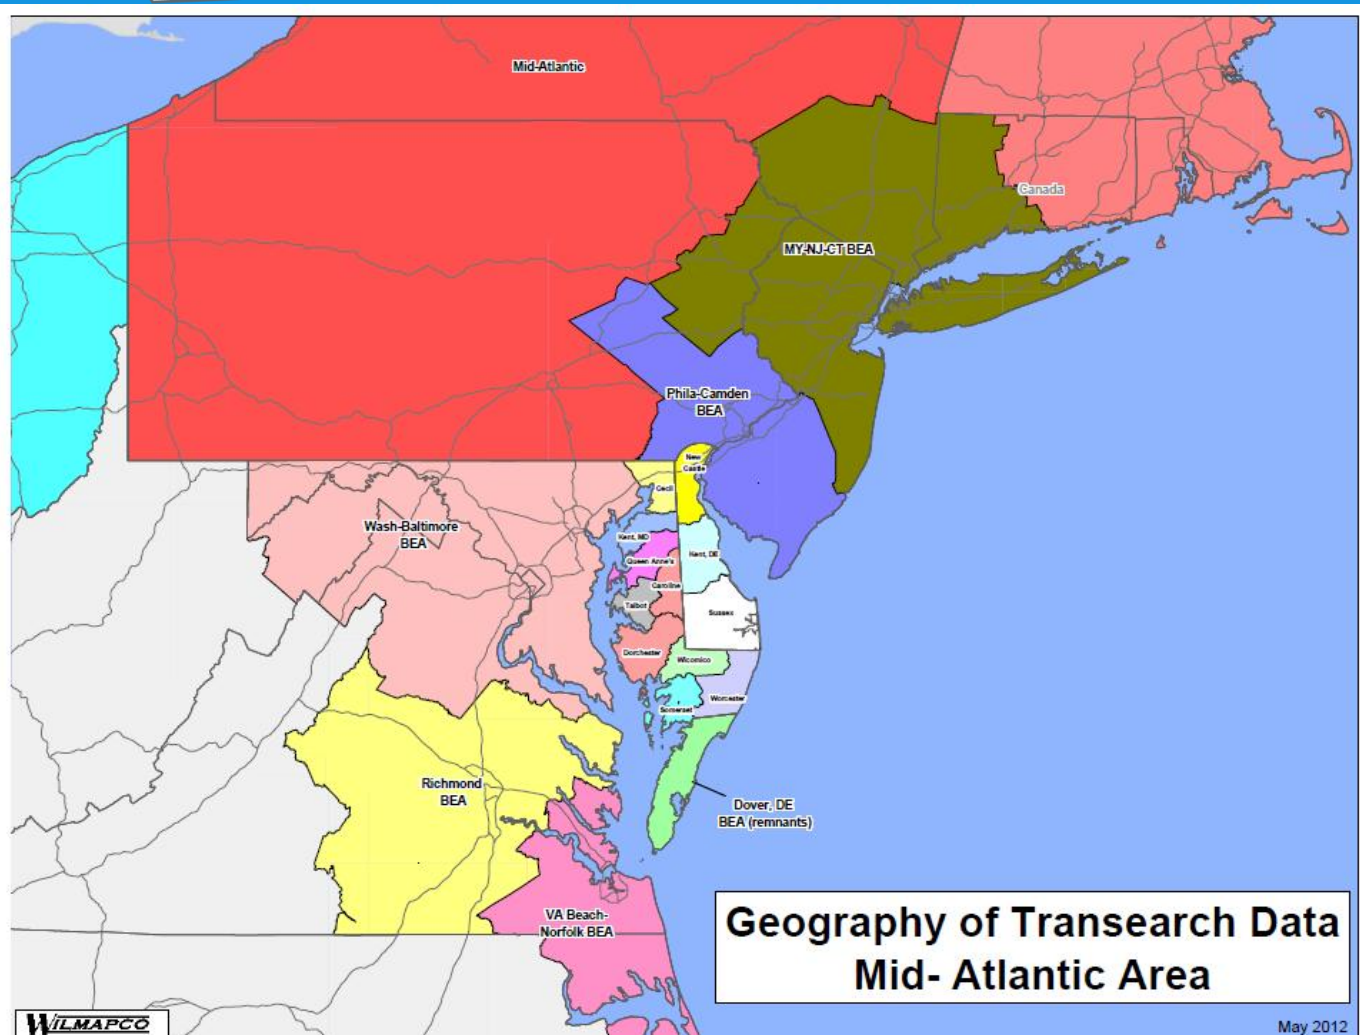 Mid-Atlantic
Canada
MY-NJ-CT BEA
Phila-Camden
BEA
New
Castle
Cecil
Wash-Baltimore
BEA
Kent, MD
Kent, DE
Queen Anne's
Caroline
Talbot
Sussex
Dorchester
Wicomico
Worcester
Somerset
Richmond
BEA
Dover, DE
BEA (remnants)
VA Beach-
Norfolk BEA
Geography of Transearch Data
Mid- Atlantic Area
WILMAPCO
May 2012